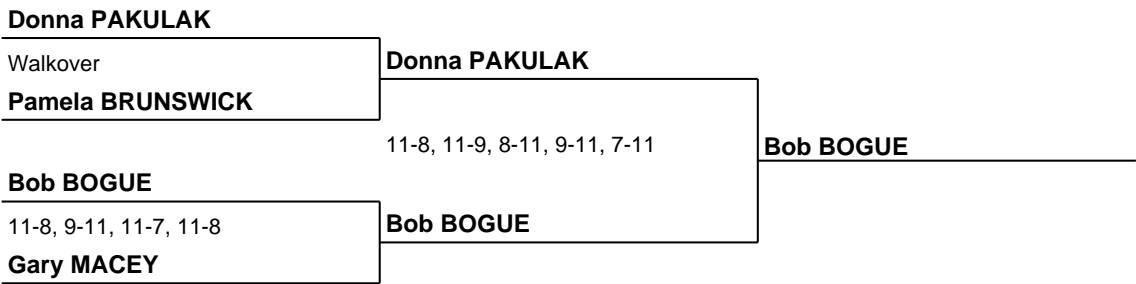 Donna PAKULAK
Walkover
Donna PAKULAK
Pamela BRUNSWICK
11-8, 11-9, 8-11, 9-11, 7-11
Bob BOGUE
Bob BOGUE
11-8, 9-11, 11-7, 11-8
Bob BOGUE
Gary MACEY